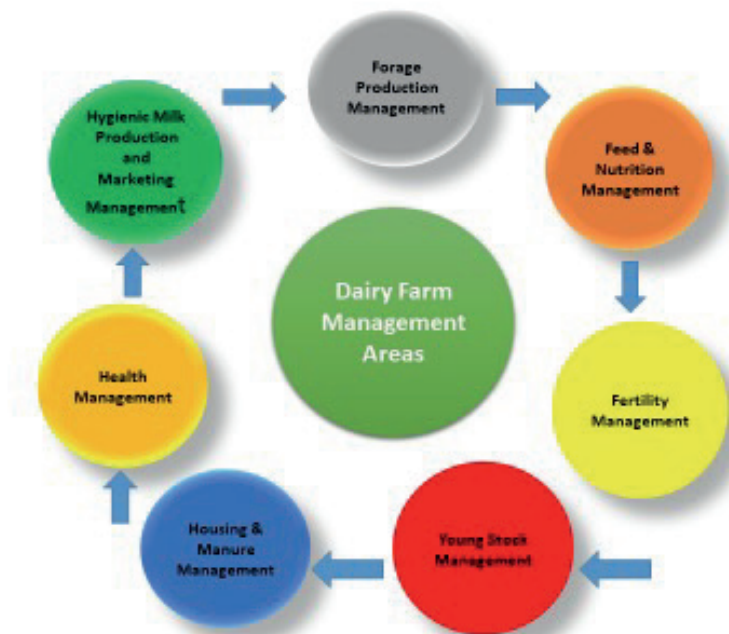 Forage
Production
Management
Feed &
Nutrition
Management
Fertility
Management
Young Stock
Management
Housing &
Manure
Management
Health
Management
Hygienic Milk
Production
and
Marketing
Management
Dairy Farm
Management
Areas